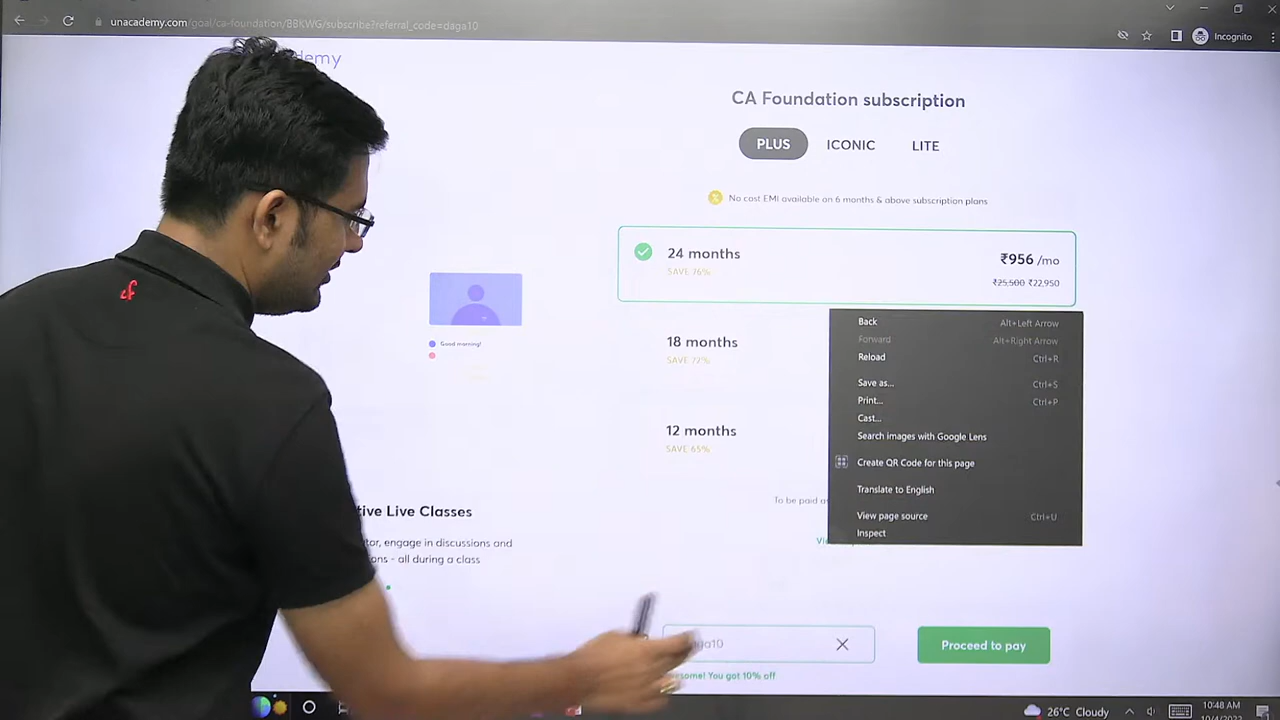 unacademy.com/goal/ca-foundation/BBKWG/subscribe?referral_code=daga10
Incognito
demy
CA Foundation subscription
PLUS
ICONIC
LITE
No cost EMI available on 6 months & above subscription plans
24 months
SAVE 76%
₹956 /mo
₹25,500 ₹22,950
Good morning!
18 months
SAVE 72%
12 months
SAVE 65%
Back Alt+Left Arrow
Forward Alt+Right Arrow
Reload Ctrl+R
Save as... Ctrl+S
Print... Ctrl+P
Cast...
Search images with Google Lens
Create QR Code for this page
Translate to English
View page source Ctrl+U
Inspect
To be paid a
tive Live Classes
tor, engage in discussions and
ons - all during a class
ga10
Proceed to pay
esome! You got 10% off
26°C Cloudy
10:48 AM